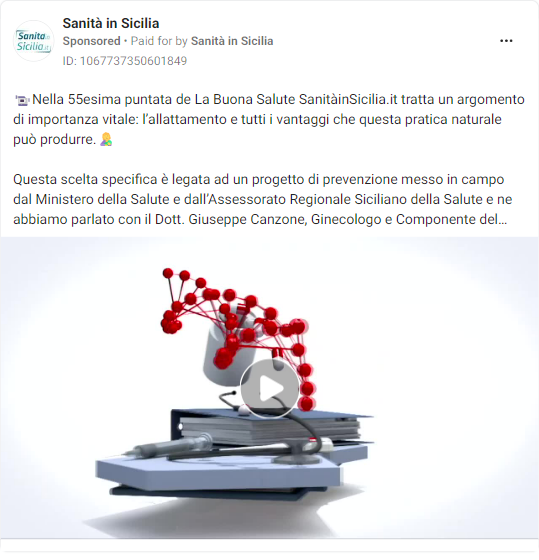 Sanità in Sicilia
Sponsored • Paid for by Sanità in Sicilia
ID: 1067737350601849
Sanità in
Sicilia.it
Nella 55esima puntata de La Buona Salute SanitàinSicilia.it tratta un argomento
di importanza vitale: l’allattamento e tutti i vantaggi che questa pratica naturale
può produrre.
Questa scelta specifica è legata ad un progetto di prevenzione messo in campo
dal Ministero della Salute e dall’Assessorato Regionale Siciliano della Salute e ne
abbiamo parlato con il Dott. Giuseppe Canzone, Ginecologo e Componente del...